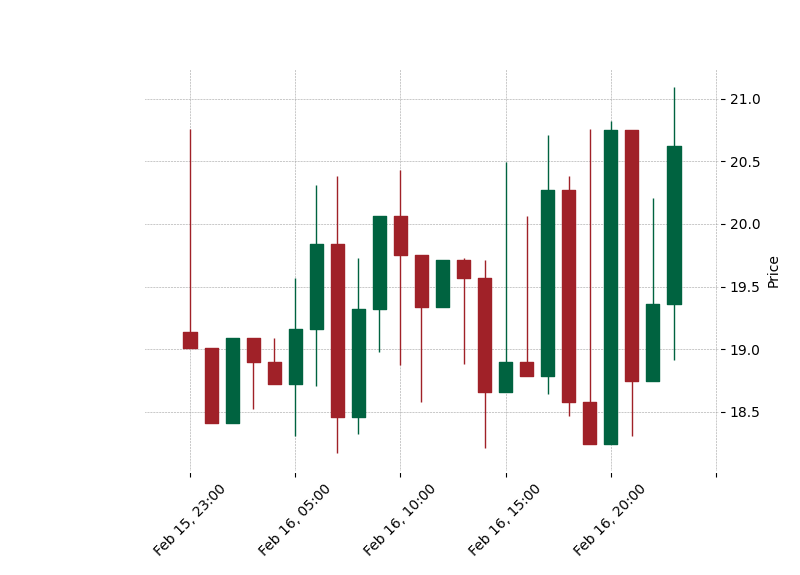 21.0
20.5
20.0
19.5
19.0
18.5
Price
Feb 15, 23:00
Feb 16, 05:00
Feb 16, 10:00
Feb 16, 15:00
Feb 16, 20:00